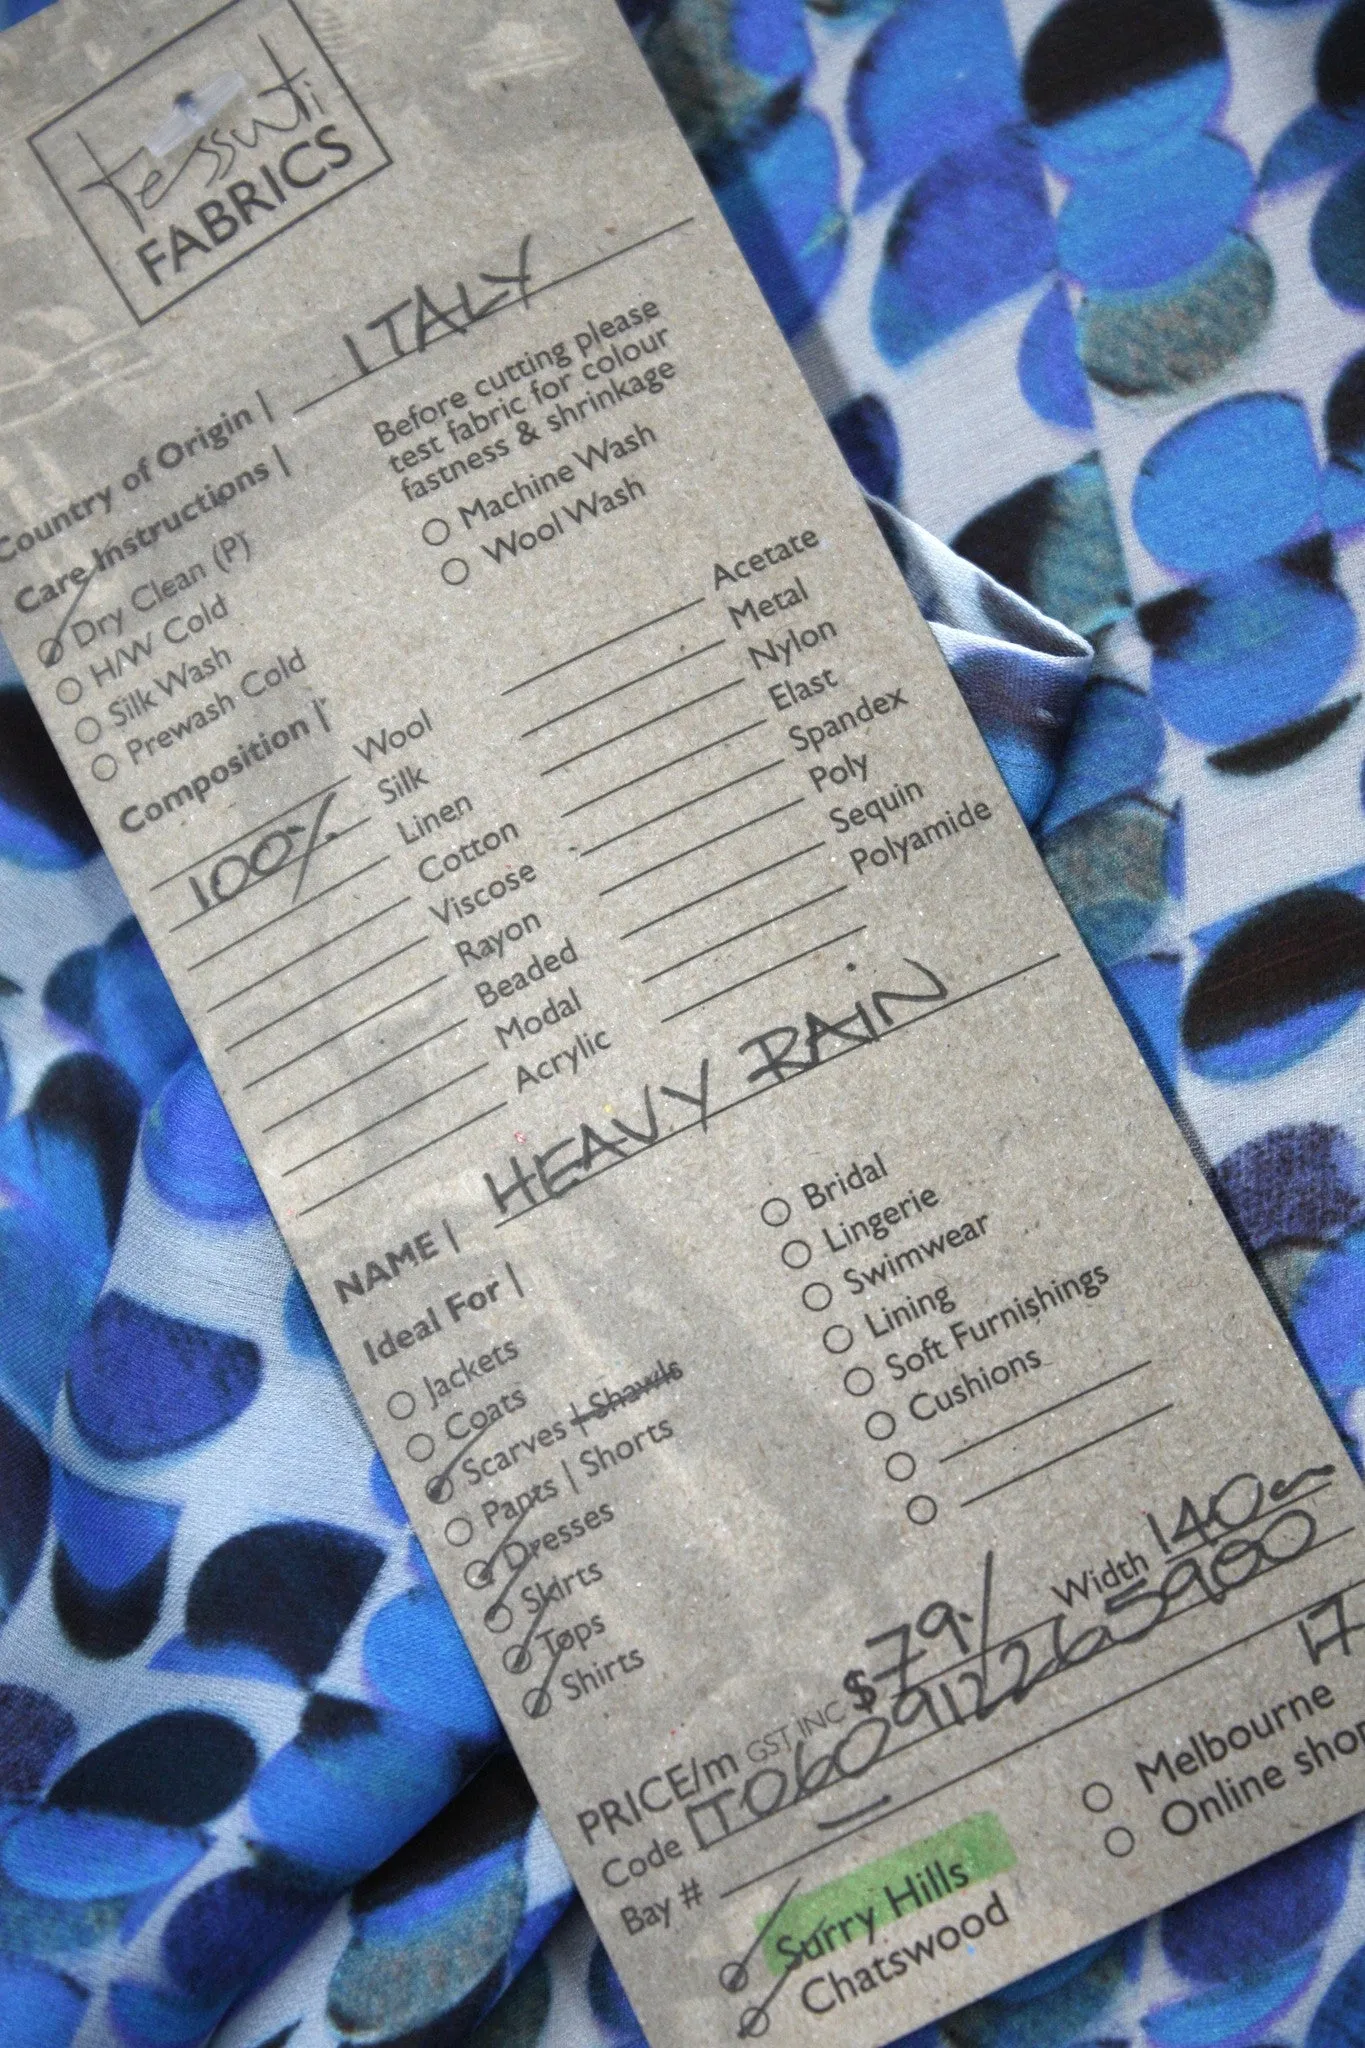 tessuti
FABRICS
Country of Origin | ITALY
Care Instructions |
Before cutting please
test fabric for colour
fastness & shrinkage
Dry Clean (P)
H/W Cold
Silk Wash
Prewash Cold
Machine Wash
Wool Wash
Composition |
Wool
100% Silk
Linen
Cotton
Viscose
Rayon
Beaded
Modal
Acrylic
Acetate
Metal
Nylon
Elast
Spandex
Poly
Sequin
Polyamide
NAME | HEAVY RAIN
Ideal For |
Jackets
Coats
Scarves | Shawls
Pants | Shorts
Dresses
Skirts
Tops
Shirts
Bridal
Lingerie
Swimwear
Lining
Soft Furnishings
Cushions
PRICE/m GST INC $79./ Width 140cm
Code IT060912265900
Bay # 17
Surry Hills
Chatswood
Melbourne
Online shop